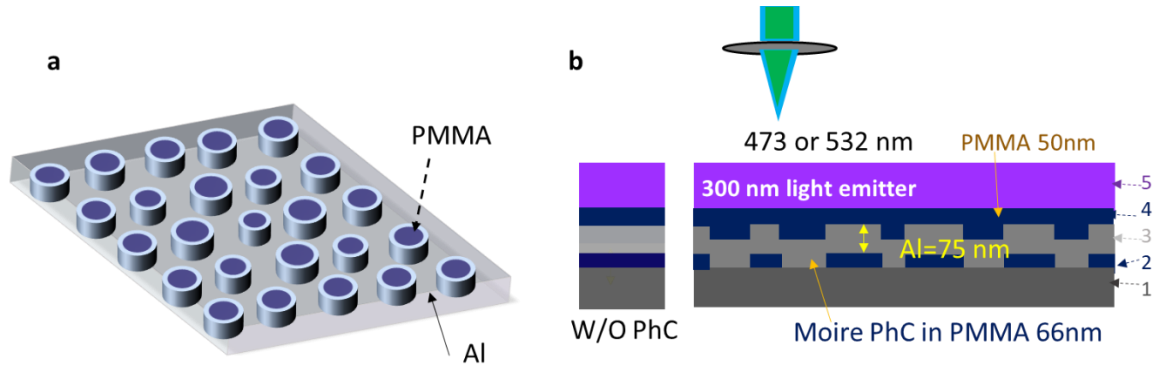 a
PMMA
Al
b
473 or 532 nm
PMMA 50nm
300 nm light emitter
5
4
3
Al=75 nm
2
1
W/O PhC
Moire PhC in PMMA 66nm